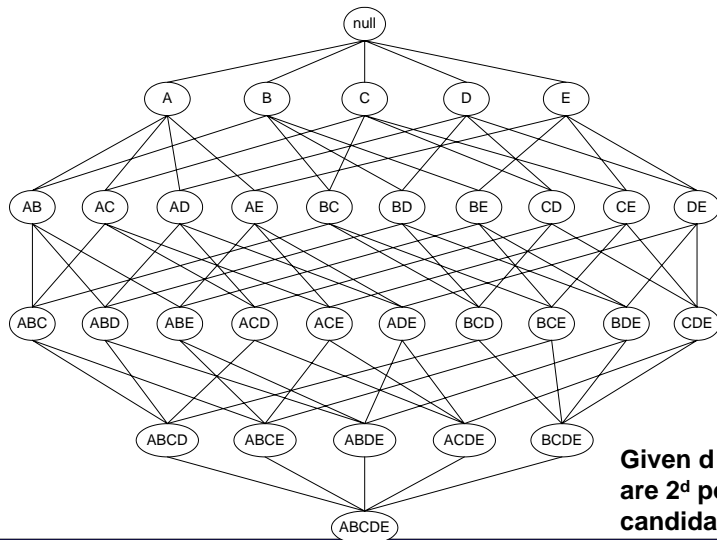 null
A B C D E
AB AC AD AE BC BD BE CD CE DE
ABC ABD ABE ACD ACE ADE BCD BCE BDE CDE
ABCD ABCE ABDE ACDE BCDE
ABCDE
Given d
are 2ᵈ
candida